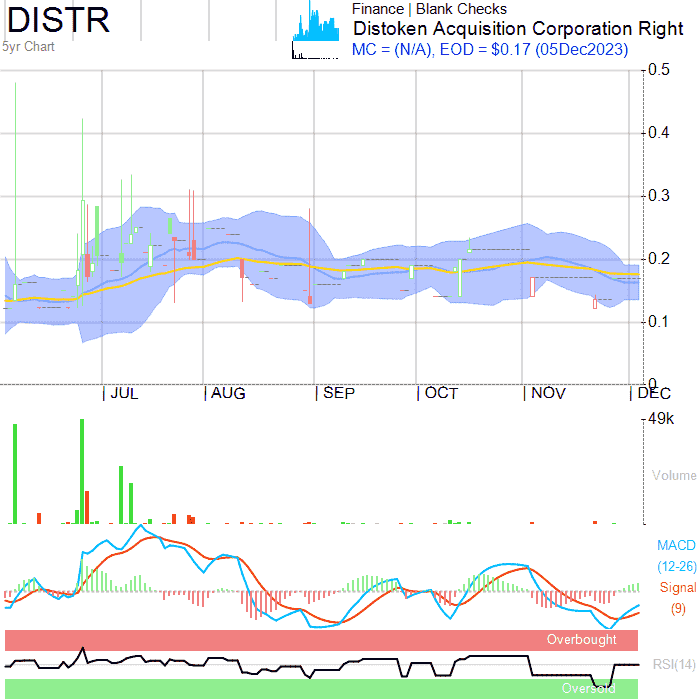 DISTR
5yr Chart
Finance | Blank Checks
Distoken Acquisition Corporation Right
MC = (N/A), EOD = $0.17 (05Dec2023)
0.5
0.4
0.3
0.2
0.1
0
JUL AUG SEP OCT NOV DEC
49k
Volume
MACD
(12-26)
Signal
(9)
Overbought
RSI(14)
Oversold